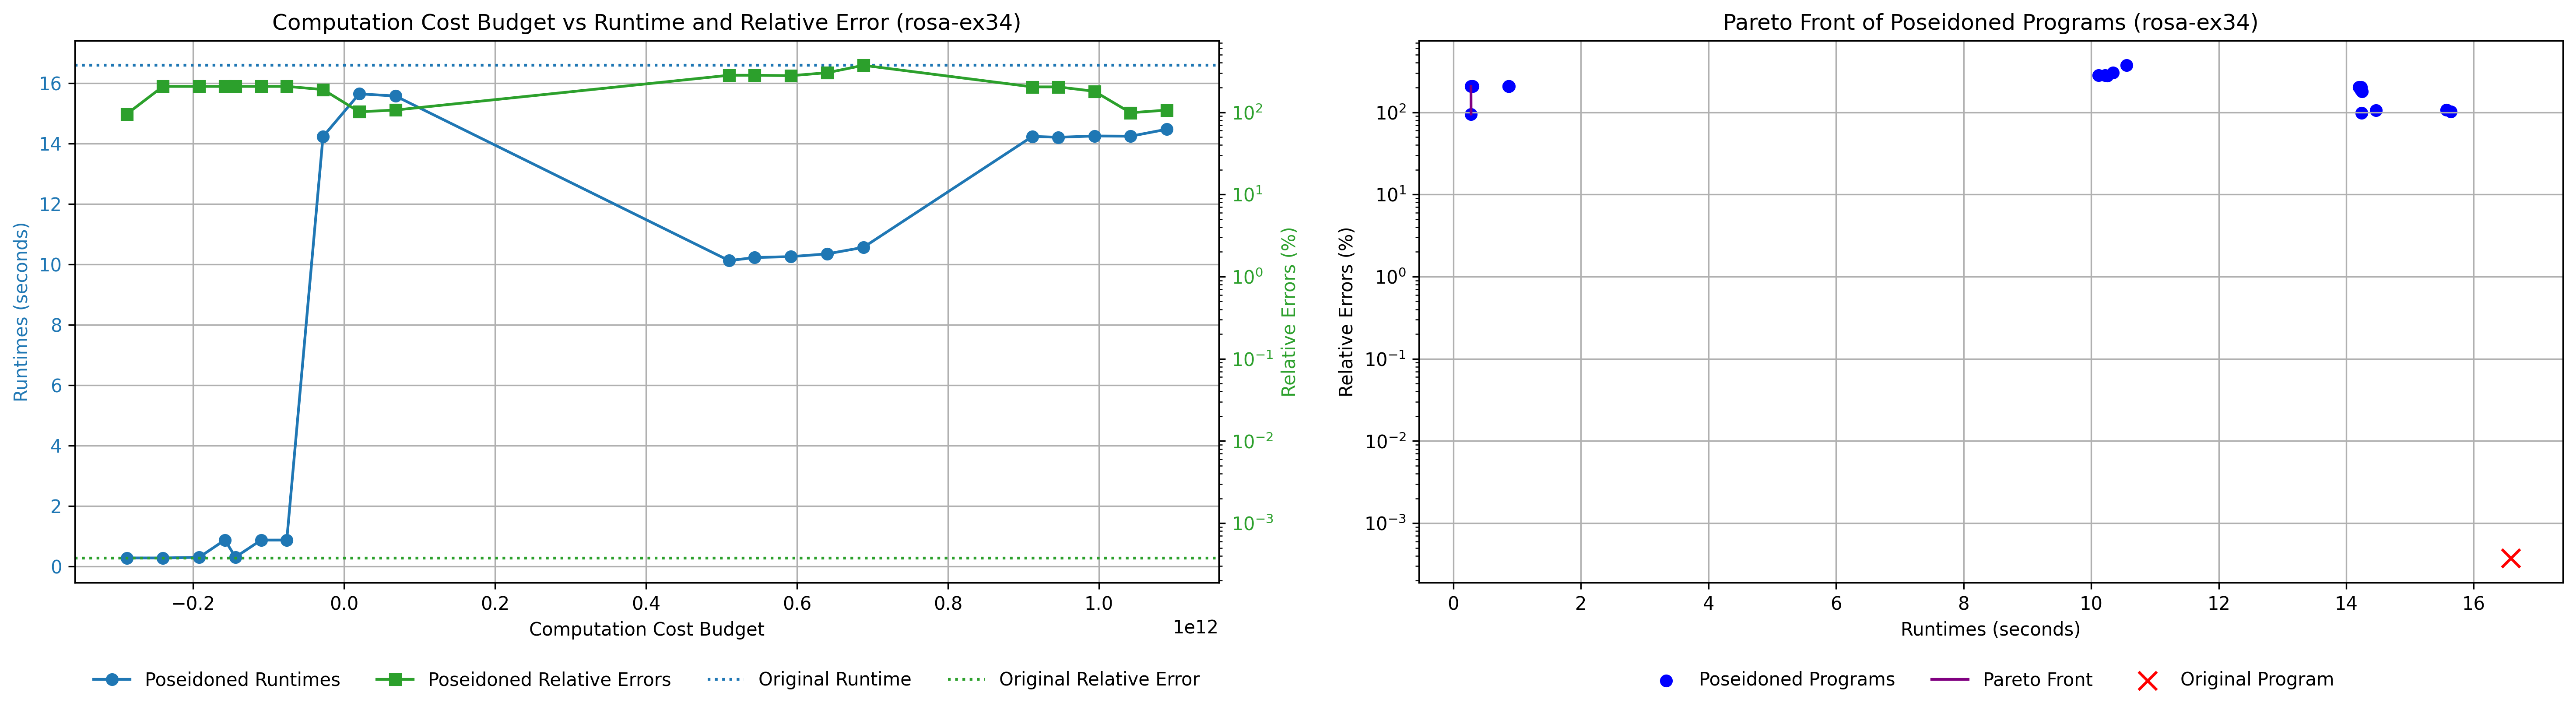 Computation Cost Budget vs Runtime and Relative Error (rosa-ex34)
16
14
12
10
8
6
4
2
0
Runtimes (seconds)
10²
10¹
10⁰
10⁻¹
10⁻²
10⁻³
Relative Errors (%)
−0.2 0.0 0.2 0.4 0.6 0.8 1.0
1e12
Computation Cost Budget
Poseidoned Runtimes Poseidoned Relative Errors Original Runtime Original Relative Error
Pareto Front of Poseidoned Programs (rosa-ex34)
10²
10¹
10⁰
10⁻¹
10⁻²
10⁻³
Relative Errors (%)
0 2 4 6 8 10 12 14 16
Runtimes (seconds)
Poseidoned Programs Pareto Front Original Program